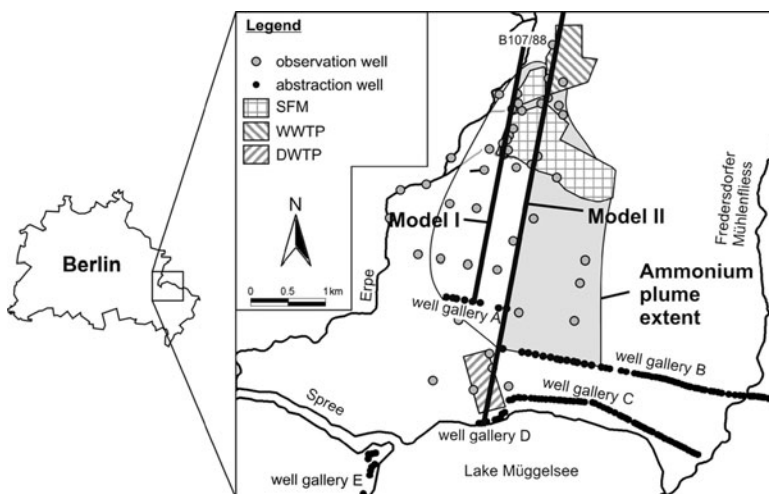 Legend
observation well
abstraction well
SFM
WWTP
DWTP
N
0 0.5 1km
B107/88
Model I
Model II
Fredersdorfer
Mühlenfliess
Berlin
Erpe
Ammonium
plume
extent
well gallery A
well gallery B
well gallery C
Spree
well gallery D
well gallery E
Lake Müggelsee